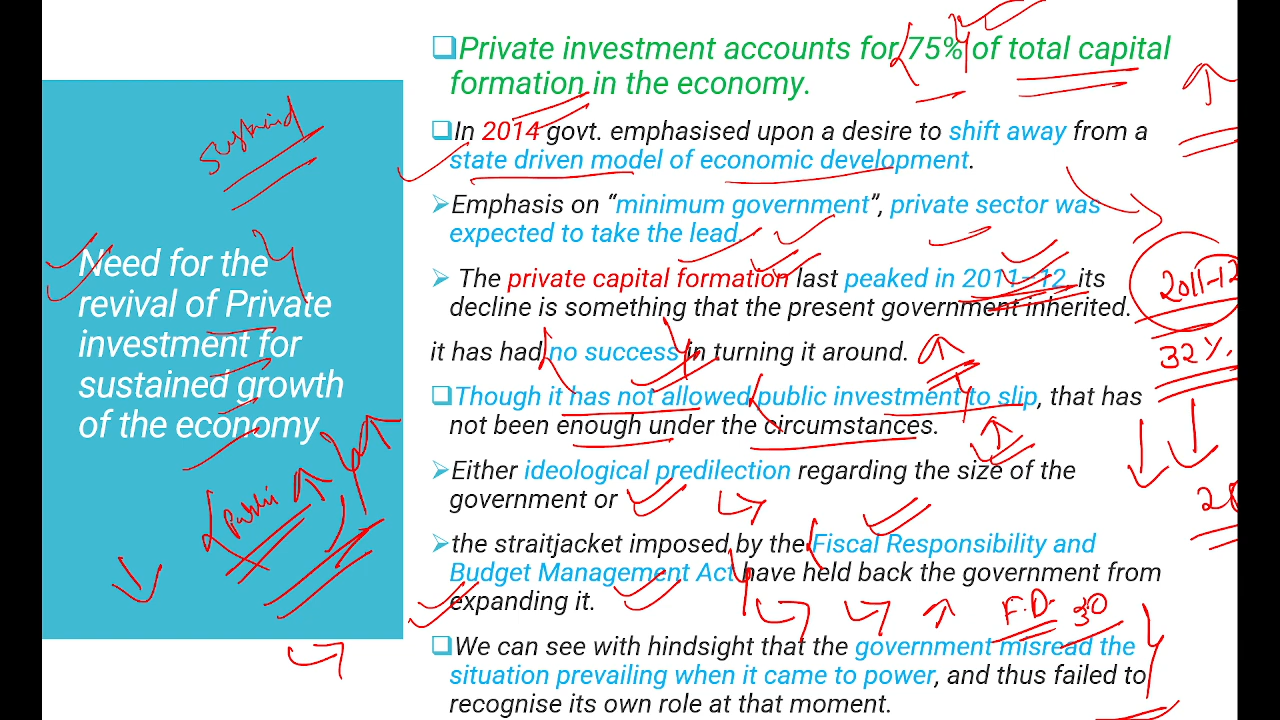 Need for the
revival of Private
investment for
sustained growth
of the economy
sustained
Public
Private investment accounts for 75% of total capital
formation in the economy.
In 2014 govt. emphasised upon a desire to shift away from a
state driven model of economic development.
Emphasis on “minimum government”, private sector was
expected to take the lead.
The private capital formation last peaked in 2011-12, its
decline is something that the present government inherited.
it has had no success in turning it around.
Though it has not allowed public investment to slip, that has
not been enough under the circumstances.
Either ideological predilection regarding the size of the
government or
the straitjacket imposed by the Fiscal Responsibility and
Budget Management Act have held back the government from
expanding it.
We can see with hindsight that the government misread the
situation prevailing when it came to power, and thus failed to
recognise its own role at that moment.
2011-12
32%
F.D. 30